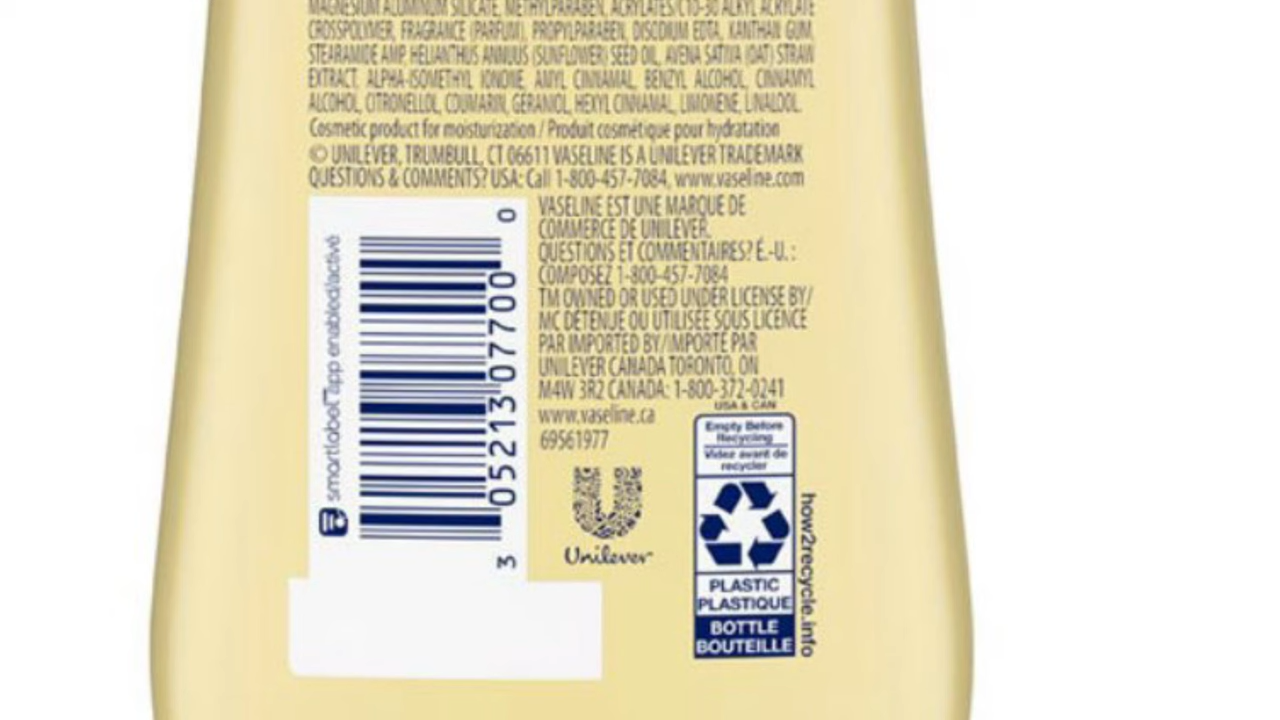 MAGNESIUM ALUMINUM SILICATE, METHYLPARABEN, ACRYLATES/C10-30 ALKYL ACRYLATE
CROSSPOLYMER, FRAGRANCE (PARFUM), PROPYLPARABEN, DISODIUM EDTA, XANTHAN GUM,
STEARAMIDE AMP, HELIANTHUS ANNUUS (SUNFLOWER) SEED OIL, AVENA SATIVA (OAT) STRAW
EXTRACT, ALPHA-ISOMETHYL IONONE, AMYL CINNAMAL, BENZYL ALCOHOL, CINNAMYL
ALCOHOL, CITRONELLOL, COUMARIN, GERANIOL, HEXYL CINNAMAL, LIMONENE, LINALOOL.
Cosmetic product for moisturization / Produit cosmétique pour hydratation
© UNILEVER, TRUMBULL, CT 06611 VASELINE IS A UNILEVER TRADEMARK
QUESTIONS & COMMENTS? USA: Call 1-800-457-7084, www.vaseline.com
VASELINE EST UNE MARQUE DE
COMMERCE DE UNILEVER.
QUESTIONS ET COMMENTAIRES? É.-U. :
COMPOSEZ 1-800-457-7084
TM OWNED OR USED UNDER LICENSE BY/
MC DÉTENUE OU UTILISÉE SOUS LICENCE
PAR IMPORTED BY/IMPORTÉ PAR
UNILEVER CANADA TORONTO, ON
M4W 3R2 CANADA: 1-800-372-0241
www.vaseline.ca
69561977
smartlabel™ app enabled/activé
3 05213 07700 0
Unilever
USA & CAN
Empty Before
Recycling
Videz avant de
recycler
PLASTIC
PLASTIQUE
BOTTLE
BOUTEILLE
how2recycle.info